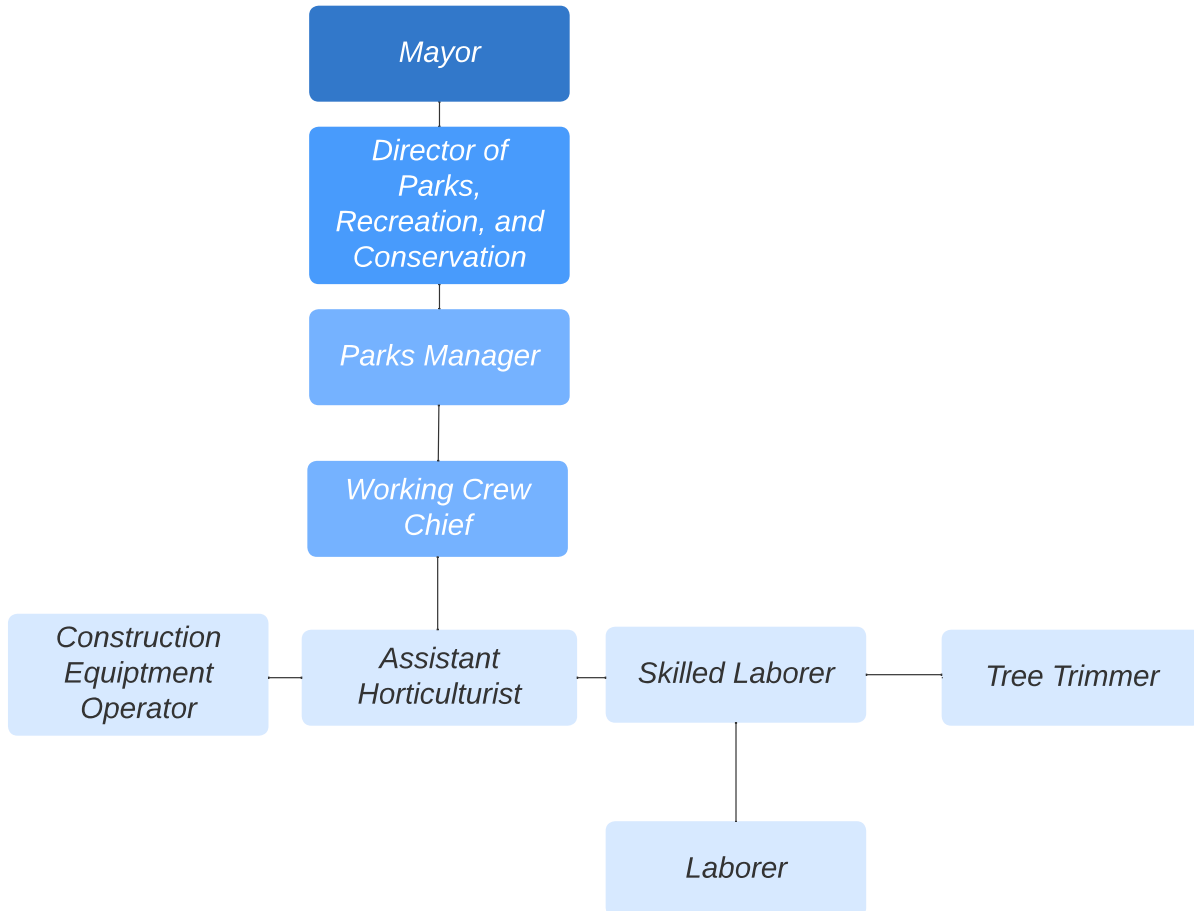 Mayor
Director of
Parks,
Recreation, and
Conservation
Parks Manager
Working Crew
Chief
Construction
Equiptment
Operator
Assistant
Horticulturist
Skilled Laborer
Tree Trimmer
Laborer